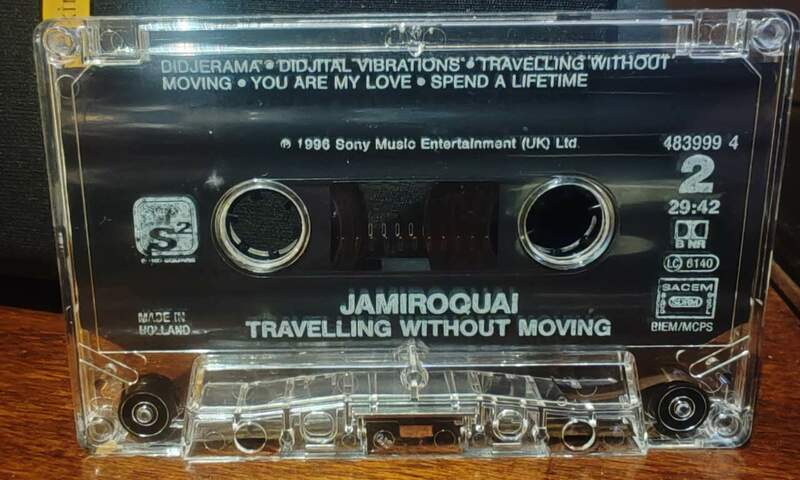 DIDJERAMA • DIDJITAL VIBRATIONS • TRAVELLING WITHOUT
MOVING • YOU ARE MY LOVE • SPEND A LIFETIME
℗ 1996 Sony Music Entertainment (UK) Ltd.
483999 4
2
29:42
S2
B NR
LC 6140
SACEM
BIEM/MCPS
MADE IN
HOLLAND
JAMIROQUAI
TRAVELLING WITHOUT MOVING